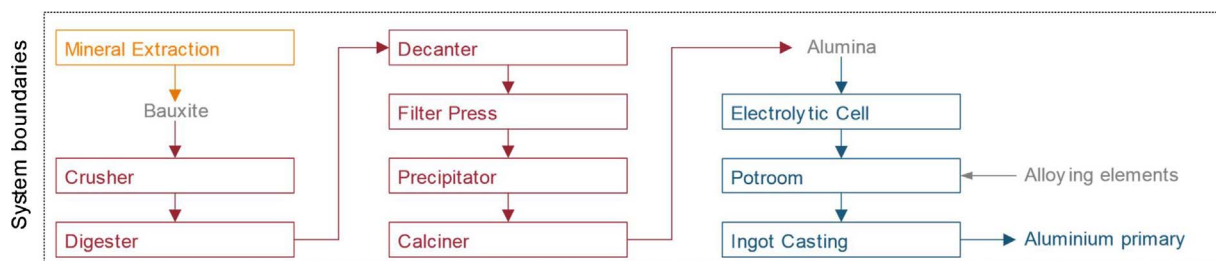 System boundaries
Mineral Extraction
Bauxite
Crusher
Digester
Decanter
Filter Press
Precipitator
Calciner
Alumina
Electrolytic Cell
Potroom
Alloying elements
Ingot Casting
Aluminium primary